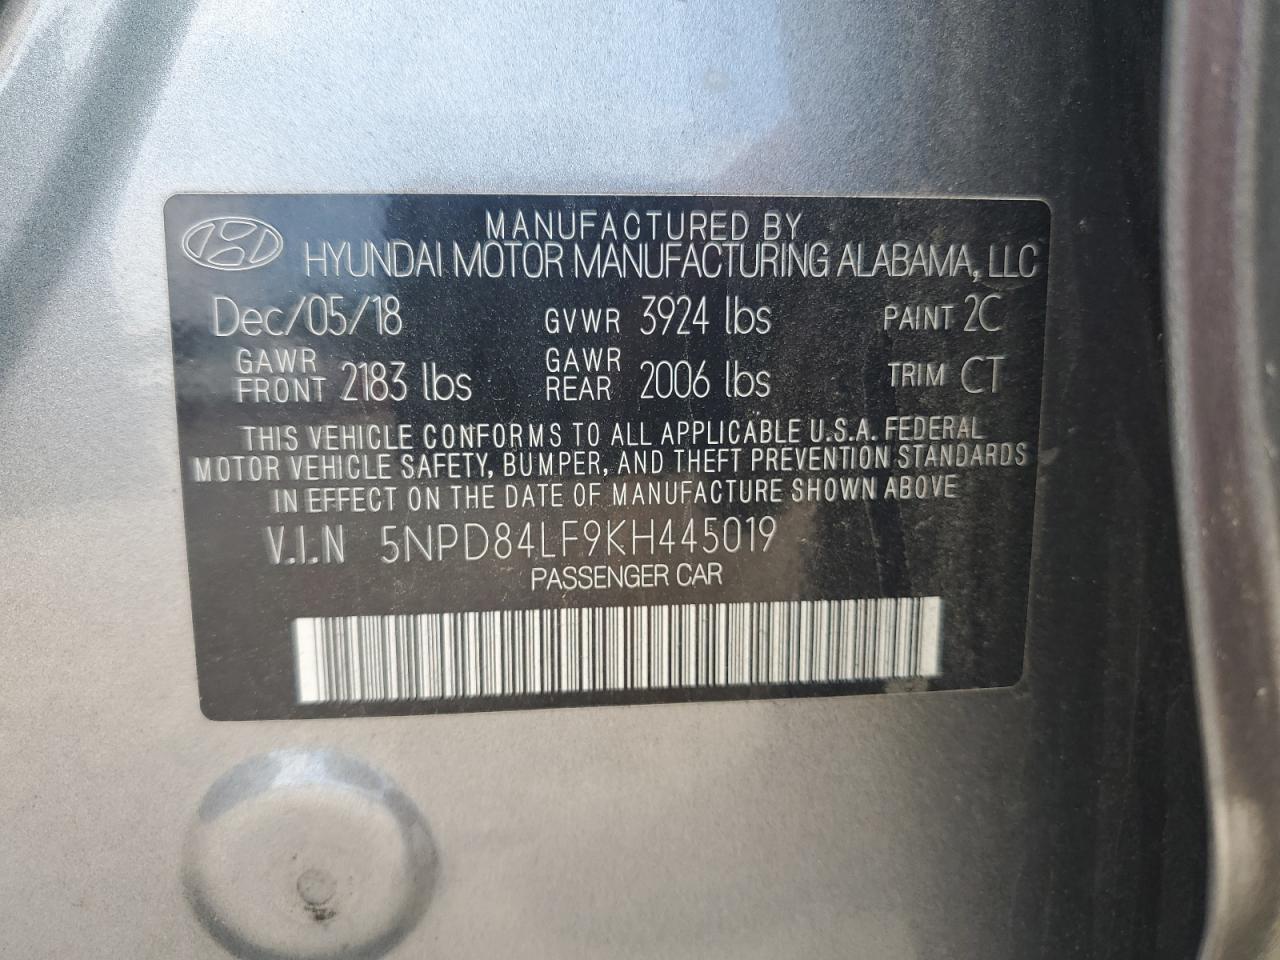 MANUFACTURED BY
HYUNDAI MOTOR MANUFACTURING ALABAMA, LLC
Dec/05/18 GVWR 3924 lbs PAINT 2C
GAWR FRONT 2183 lbs GAWR REAR 2006 lbs TRIM CT
THIS VEHICLE CONFORMS TO ALL APPLICABLE U.S.A. FEDERAL
MOTOR VEHICLE SAFETY, BUMPER, AND THEFT PREVENTION STANDARDS
IN EFFECT ON THE DATE OF MANUFACTURE SHOWN ABOVE
V.I.N 5NPD84LF9KH445019
PASSENGER CAR